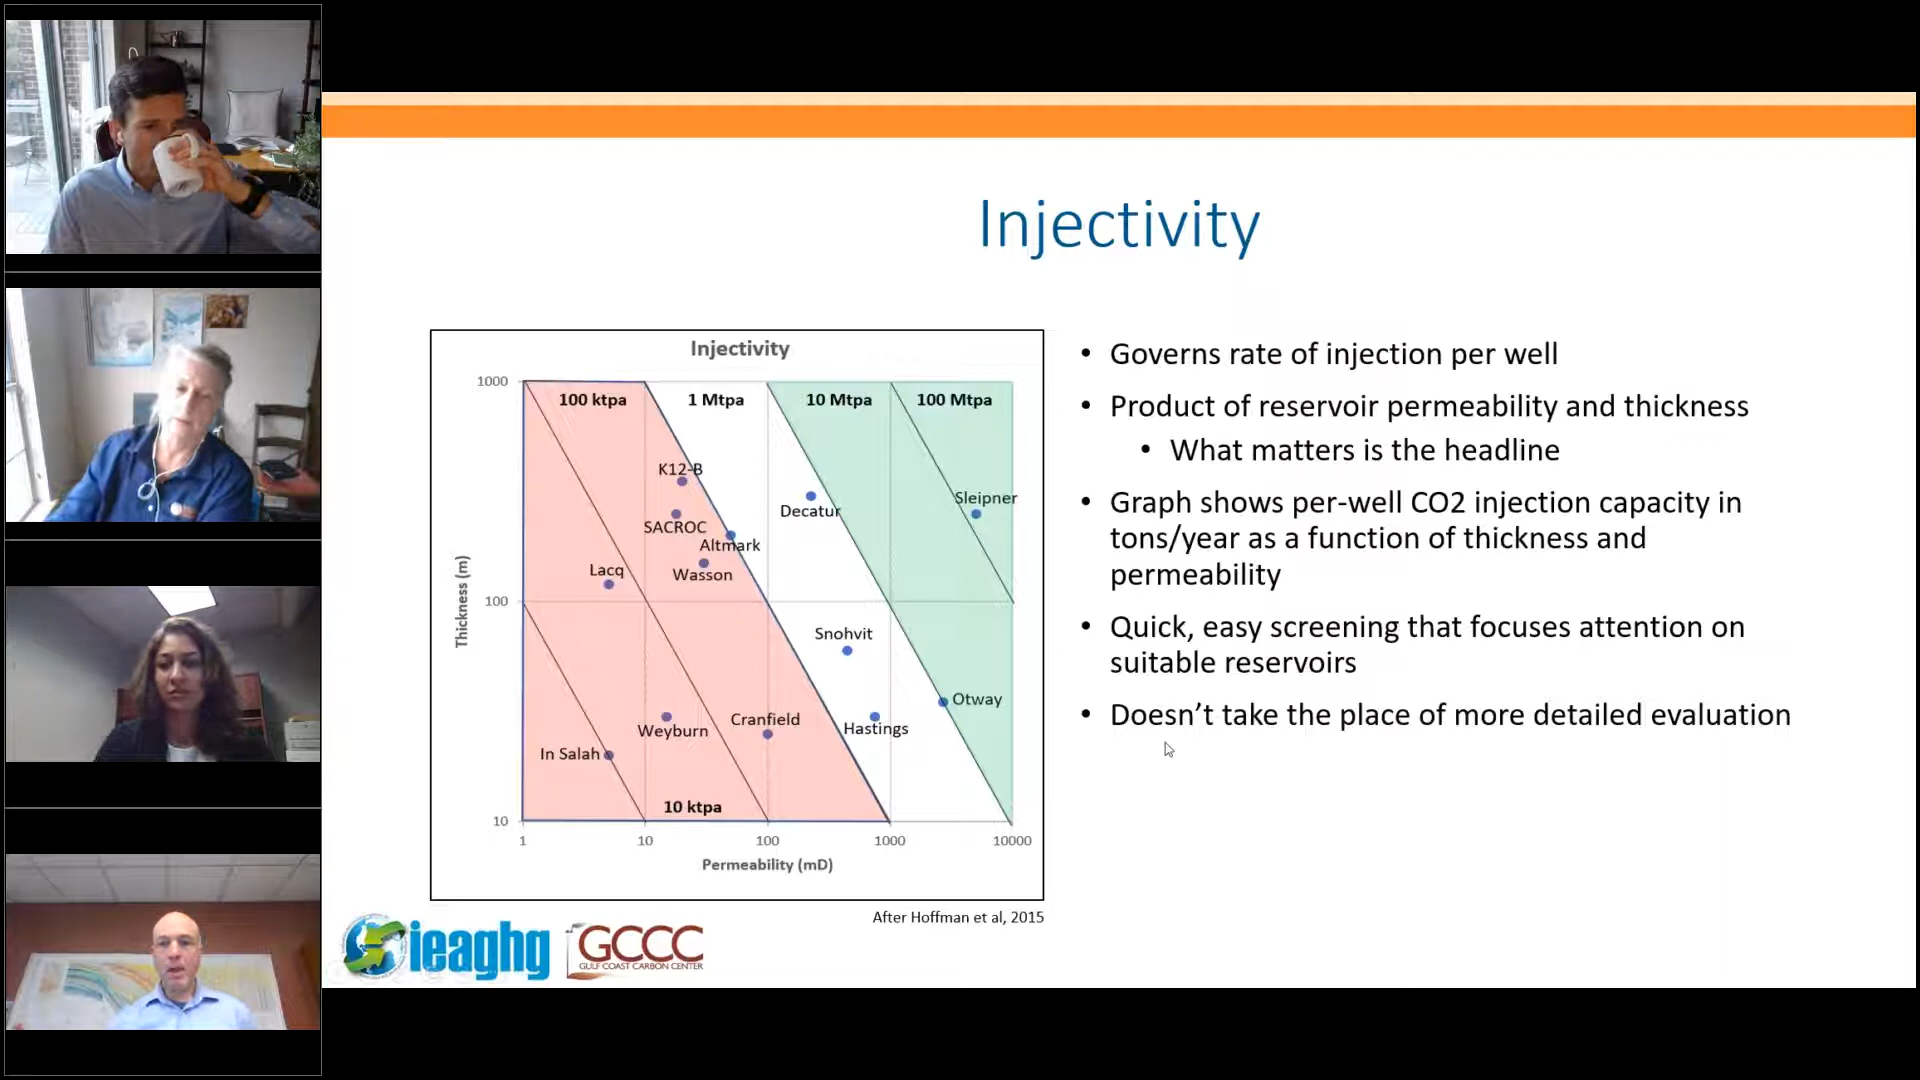 Injectivity
Injectivity
1000
100 ktpa
1 Mtpa
10 Mtpa
100 Mtpa
K12-B
Sleipner
Decatur
SACROC
Altmark
Lacq
Wasson
100
Thickness (m)
Snohvit
Otway
Weyburn
Cranfield
Hastings
In Salah
10 ktpa
10
1
10
100
1000
10000
Permeability (mD)
After Hoffman et al, 2015
• Governs rate of injection per well
• Product of reservoir permeability and thickness
• What matters is the headline
• Graph shows per-well CO2 injection capacity in
tons/year as a function of thickness and
permeability
• Quick, easy screening that focuses attention on
suitable reservoirs
• Doesn’t take the place of more detailed evaluation
ieaghg
GCCC
GULF COAST CARBON CENTER